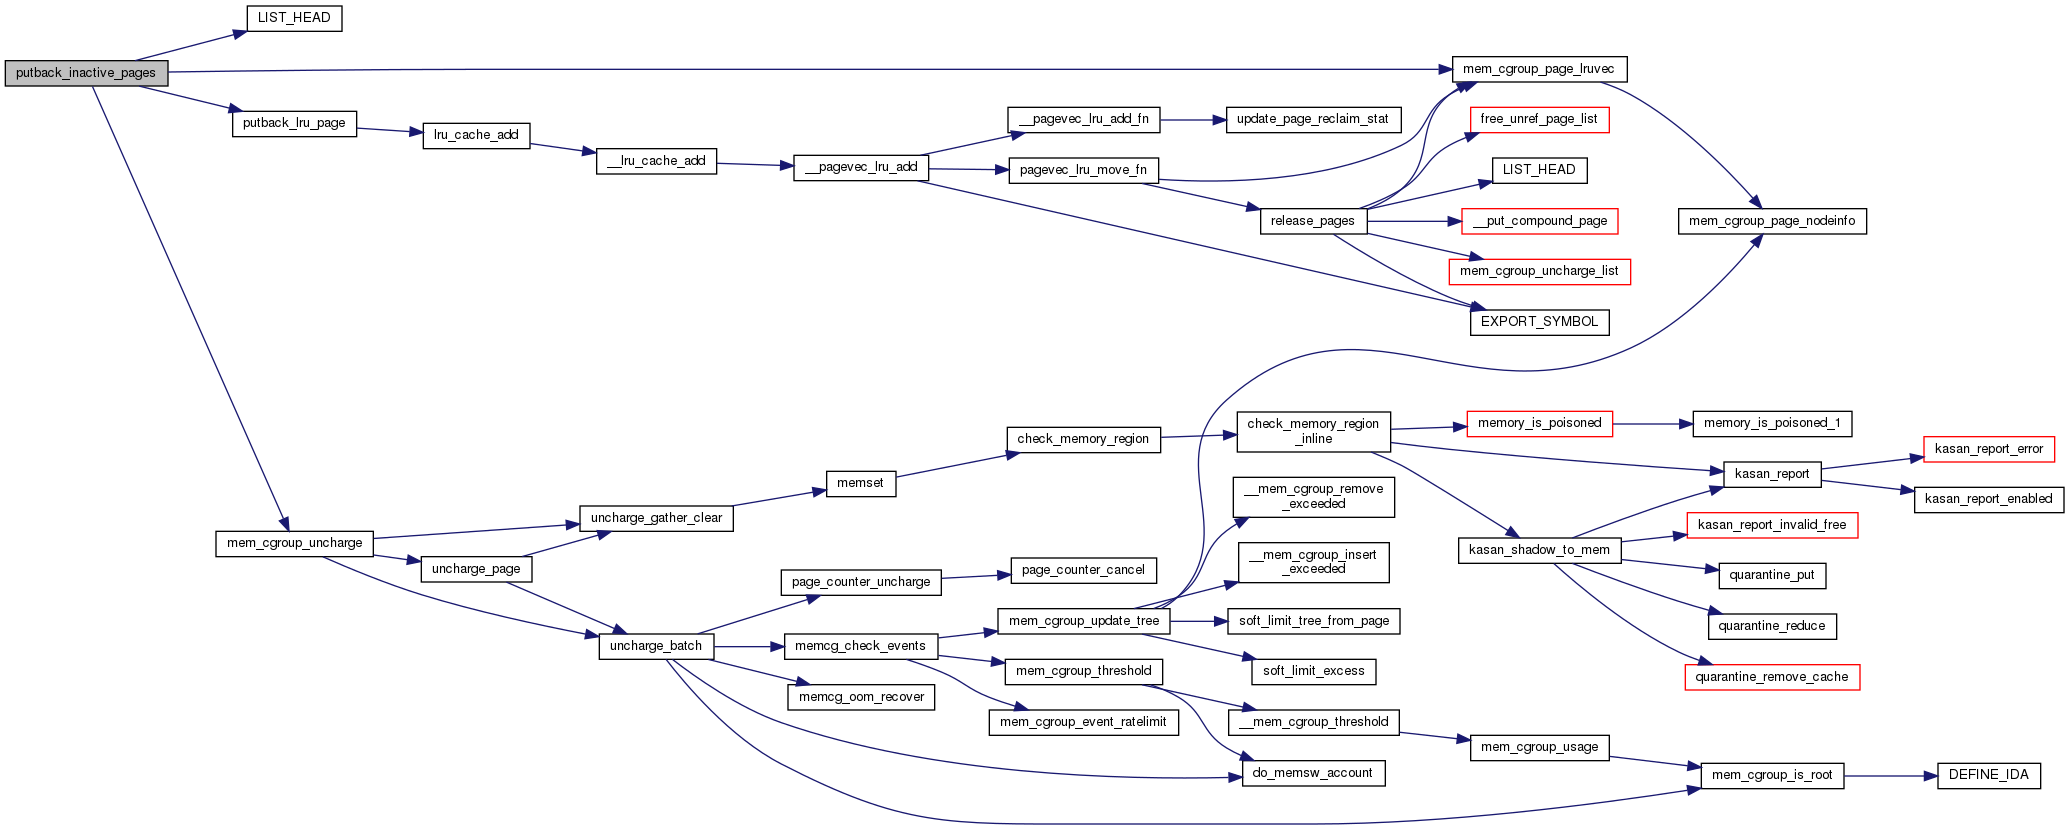 LIST_HEAD
putback_inactive_pages
mem_cgroup_page_lruvec
putback_lru_page
lru_cache_add
__lru_cache_add
__pagevec_lru_add
__pagevec_lru_add_fn
update_page_reclaim_stat
free_unref_page_list
pagevec_lru_move_fn
LIST_HEAD
release_pages
__put_compound_page
mem_cgroup_page_nodeinfo
mem_cgroup_uncharge_list
EXPORT_SYMBOL
check_memory_region
check_memory_region
_inline
memory_is_poisoned
memory_is_poisoned_1
kasan_report_error
kasan_report
kasan_report_enabled
memset
__mem_cgroup_remove
_exceeded
uncharge_gather_clear
mem_cgroup_uncharge
uncharge_page
kasan_shadow_to_mem
kasan_report_invalid_free
quarantine_put
quarantine_reduce
quarantine_remove_cache
page_counter_uncharge
page_counter_cancel
__mem_cgroup_insert
_exceeded
mem_cgroup_update_tree
soft_limit_tree_from_page
uncharge_batch
memcg_check_events
soft_limit_excess
mem_cgroup_threshold
memcg_oom_recover
mem_cgroup_event_ratelimit
__mem_cgroup_threshold
mem_cgroup_usage
do_memsw_account
mem_cgroup_is_root
DEFINE_IDA